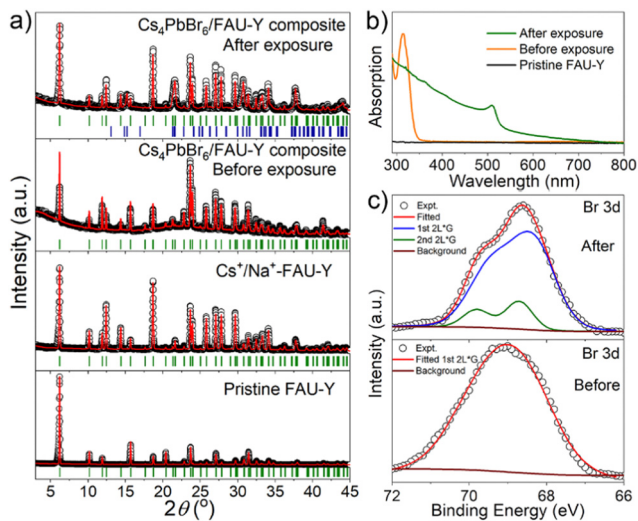 a)
Cs₄PbBr₆/FAU-Y composite
After exposure
Cs₄PbBr₆/FAU-Y composite
Before exposure
Cs⁺/Na⁺-FAU-Y
Pristine FAU-Y
Intensity (a.u.)
5 10 15 20 25 30 35 40 45
2θ (°)
b)
After exposure
Before exposure
Pristine FAU-Y
Absorption
300 400 500 600 700 800
Wavelength (nm)
c)
Expt.
Fitted
1st 2L*G
2nd 2L*G
Background
Br 3d
After
Expt.
Fitted 1st 2L*G
Background
Br 3d
Before
Intensity (a.u.)
72 70 68 66
Binding Energy (eV)